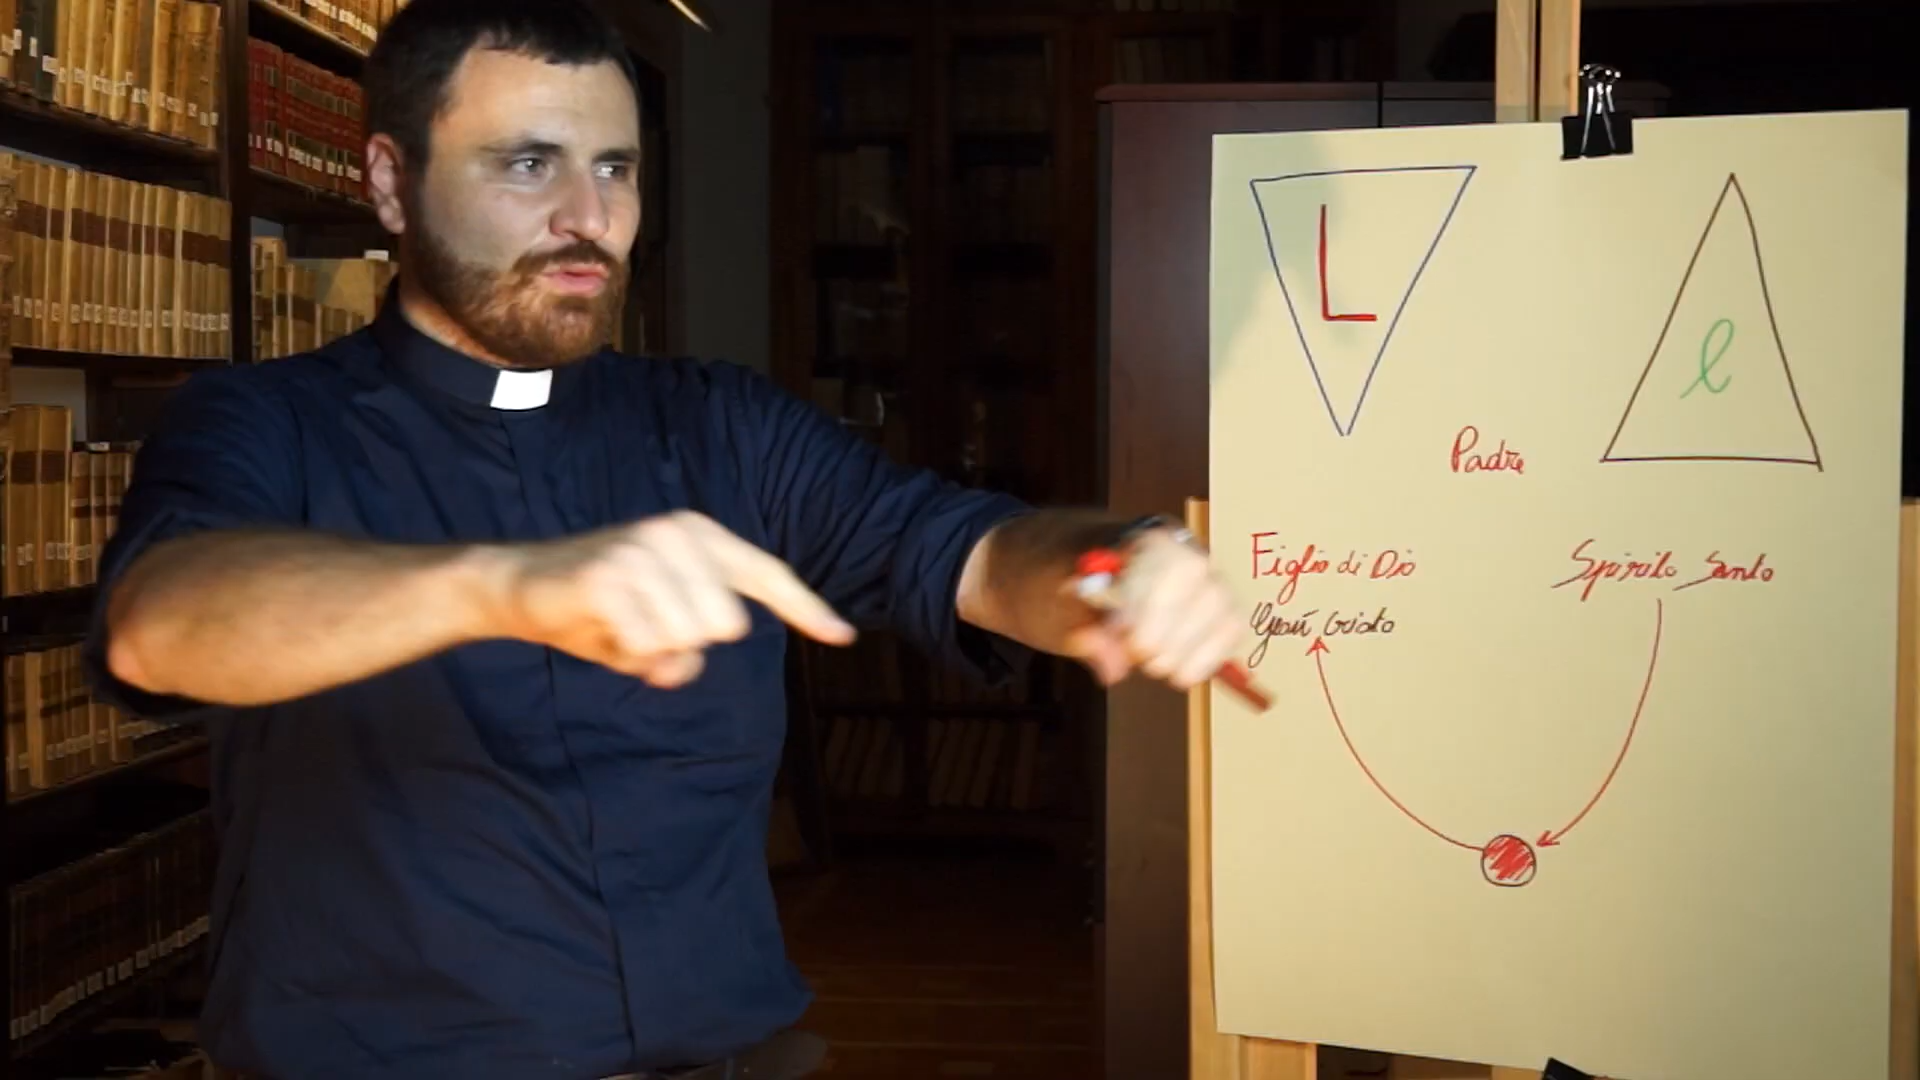 L
l
Padre
Figlio di Dio
Spirito Santo
Gesù Cristo